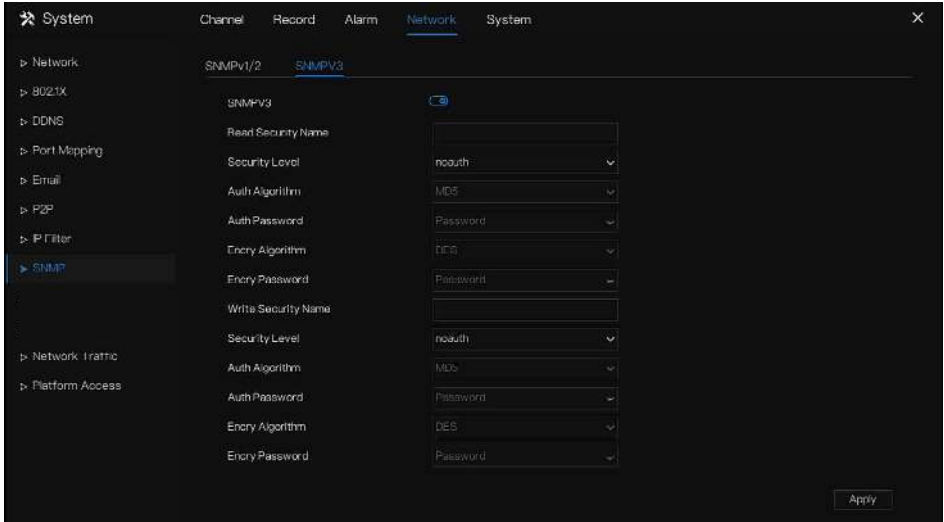 System
Channel Record Alarm Network System
Network
802.1X
DDNS
Port Mapping
Email
P2P
IP Filter
SNMP
Network Traffic
Platform Access
SNMPv1/2 SNMPV3
SNMPV3
Read Security Name
Security Level noauth
Auth Algorithm MD5
Auth Password Password
Encry Algorithm DES
Encry Password Password
Write Security Name
Security Level noauth
Auth Algorithm MD5
Auth Password Password
Encry Algorithm DES
Encry Password Password
Apply